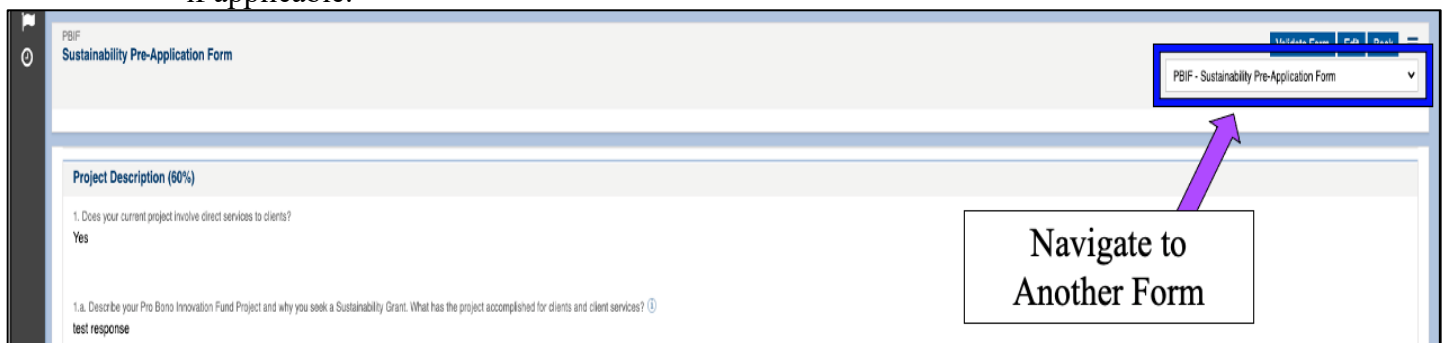 if applicable.
PBIF
Sustainability Pre-Application Form
Validate Form Edit Back
PBIF - Sustainability Pre-Application Form
Project Description (60%)
1. Does your current project involve direct services to clients?
Yes
Navigate to
Another Form
1.a. Describe your Pro Bono Innovation Fund Project and why you seek a Sustainability Grant. What has the project accomplished for clients and client services?
test response